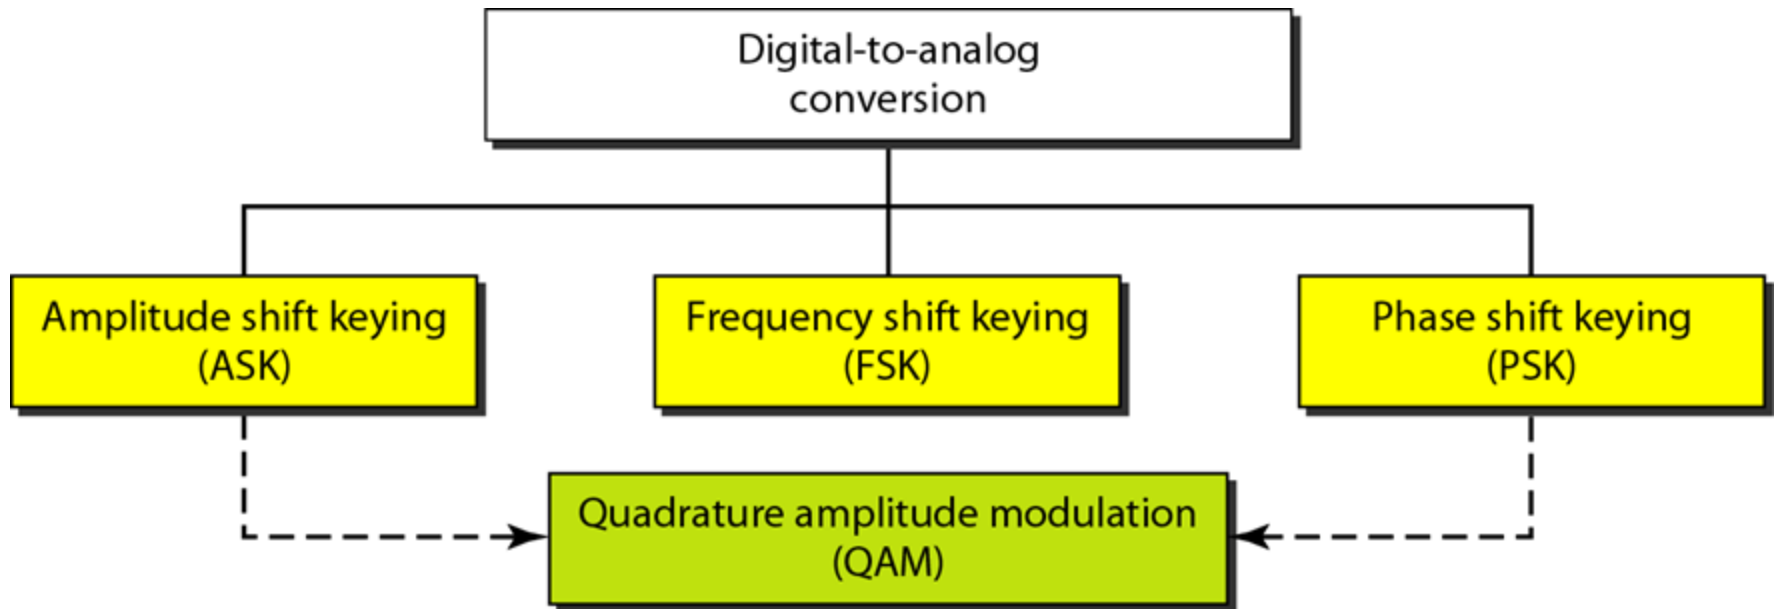 Digital-to-analog
conversion
Amplitude shift keying
(ASK)
Frequency shift keying
(FSK)
Phase shift keying
(PSK)
Quadrature amplitude modulation
(QAM)